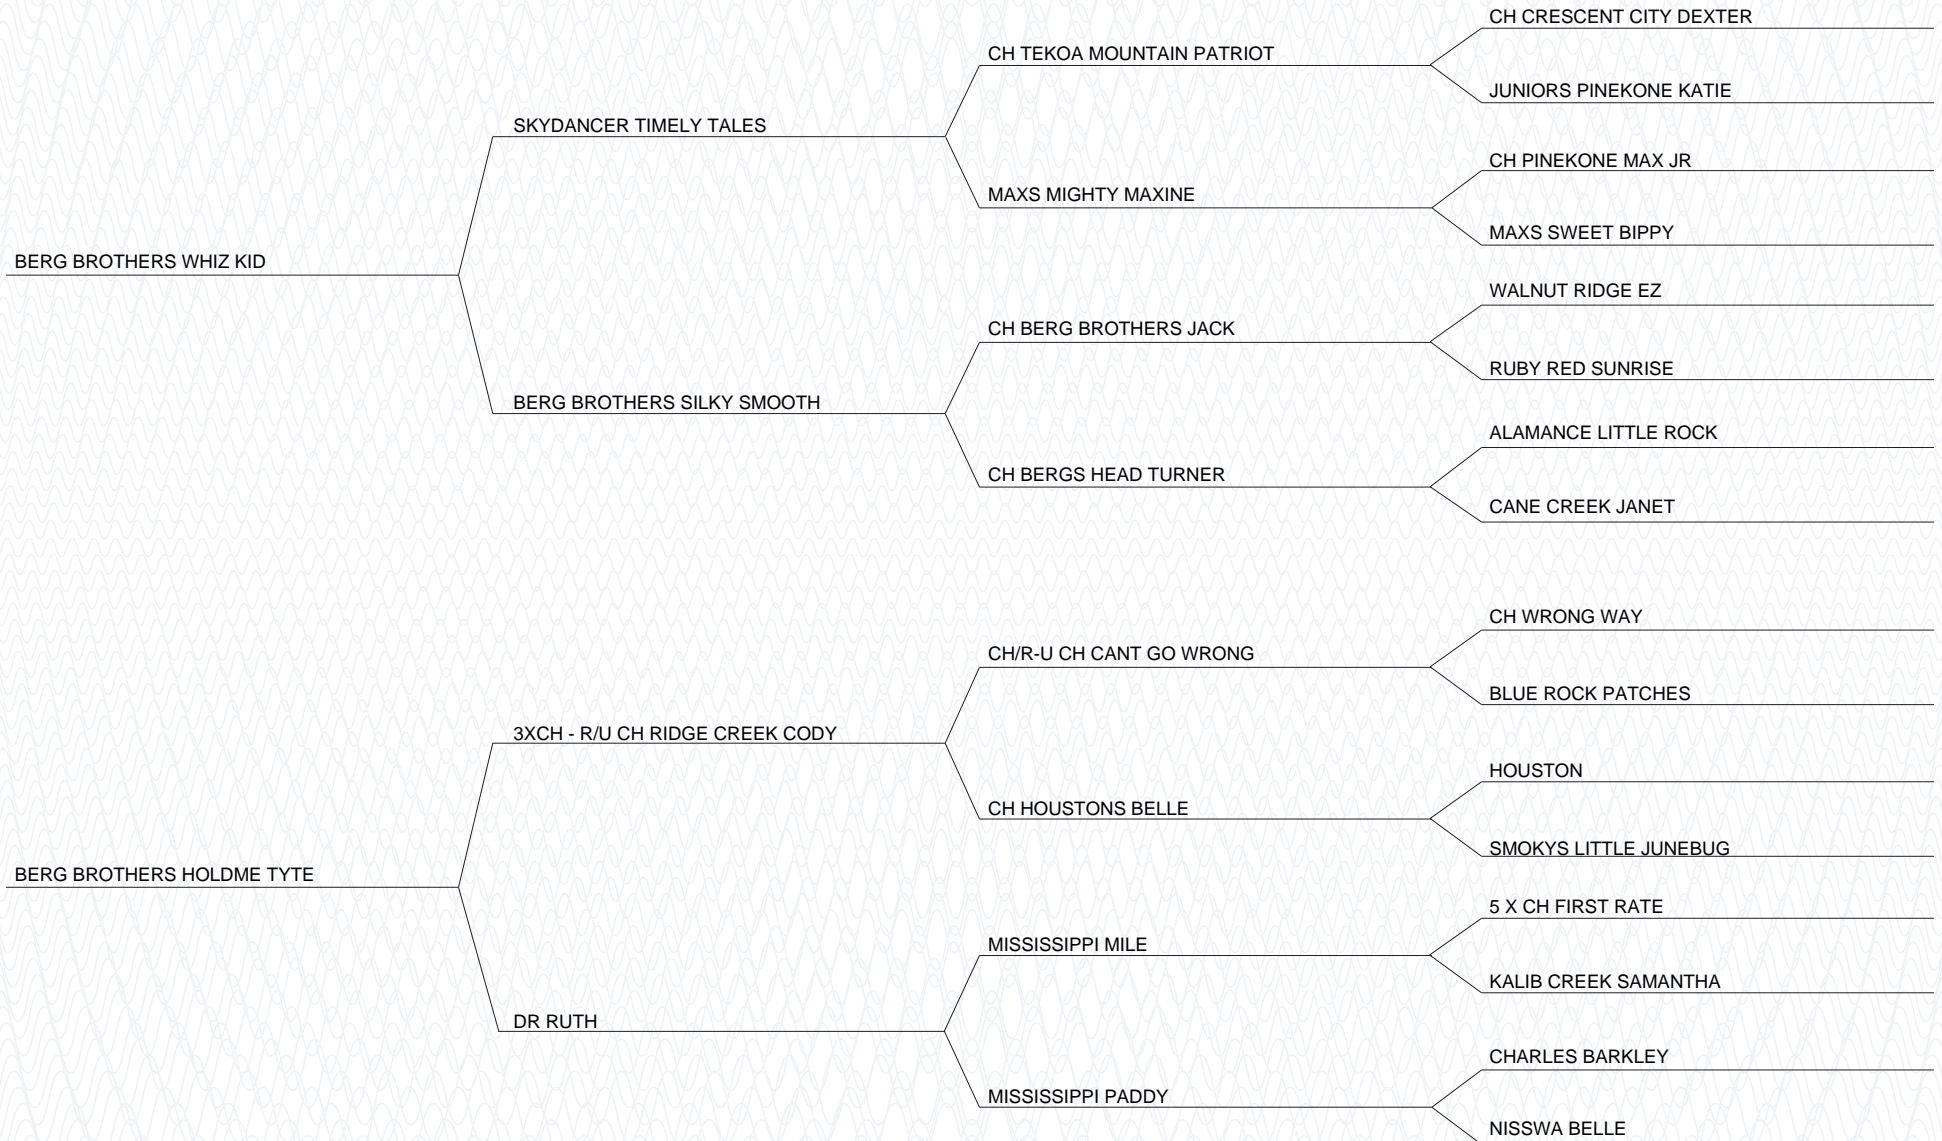 CH CRESCENT CITY DEXTER
CH TEKOA MOUNTAIN PATRIOT
JUNIORS PINEKONE KATIE
SKYDANCER TIMELY TALES
CH PINEKONE MAX JR
MAXS MIGHTY MAXINE
MAXS SWEET BIPPY
BERG BROTHERS WHIZ KID
WALNUT RIDGE EZ
CH BERG BROTHERS JACK
RUBY RED SUNRISE
BERG BROTHERS SILKY SMOOTH
ALAMANCE LITTLE ROCK
CH BERGS HEAD TURNER
CANE CREEK JANET
CH WRONG WAY
CH/R-U CH CANT GO WRONG
BLUE ROCK PATCHES
3XCH - R/U CH RIDGE CREEK CODY
HOUSTON
CH HOUSTONS BELLE
SMOKYS LITTLE JUNEBUG
BERG BROTHERS HOLDME TYTE
5 X CH FIRST RATE
MISSISSIPPI MILE
KALIB CREEK SAMANTHA
DR RUTH
CHARLES BARKLEY
MISSISSIPPI PADDY
NISSWA BELLE